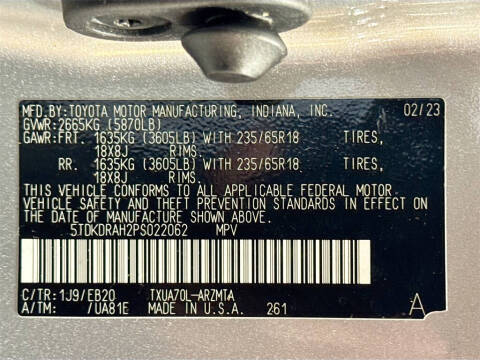 MFD.BY:TOYOTA MOTOR MANUFACTURING, INDIANA, INC. 02/23
GVWR:2665KG (5870LB)
GAWR:FRT. 1635KG (3605LB) WITH 235/65R18 TIRES,
18X8J RIMS.
RR. 1635KG (3605LB) WITH 235/65R18 TIRES,
18X8J RIMS.
THIS VEHICLE CONFORMS TO ALL APPLICABLE FEDERAL MOTOR
VEHICLE SAFETY AND THEFT PREVENTION STANDARDS IN EFFECT ON THE
DATE OF MANUFACTURE SHOWN ABOVE.
5TDKDRAH2PS022062 MPV
C/TR:1J9/EB20 TXUA70L-ARZMTA
A/TM: /UA81E MADE IN U.S.A. 261 A